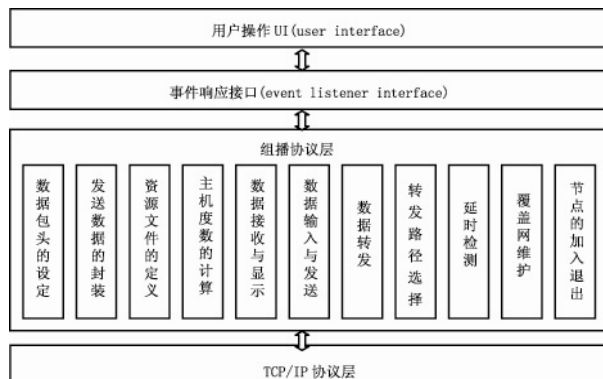 用户操作 UI(user interface)
事件响应接口(event listener interface)
组播协议层
数据包头的设定
发送数据的封装
资源文件的定义
主机度数的计算
数据接收与显示
数据输入与发送
数据转发
转发路径选择
延时检测
覆盖网维护
节点的加入退出
TCP/IP 协议层